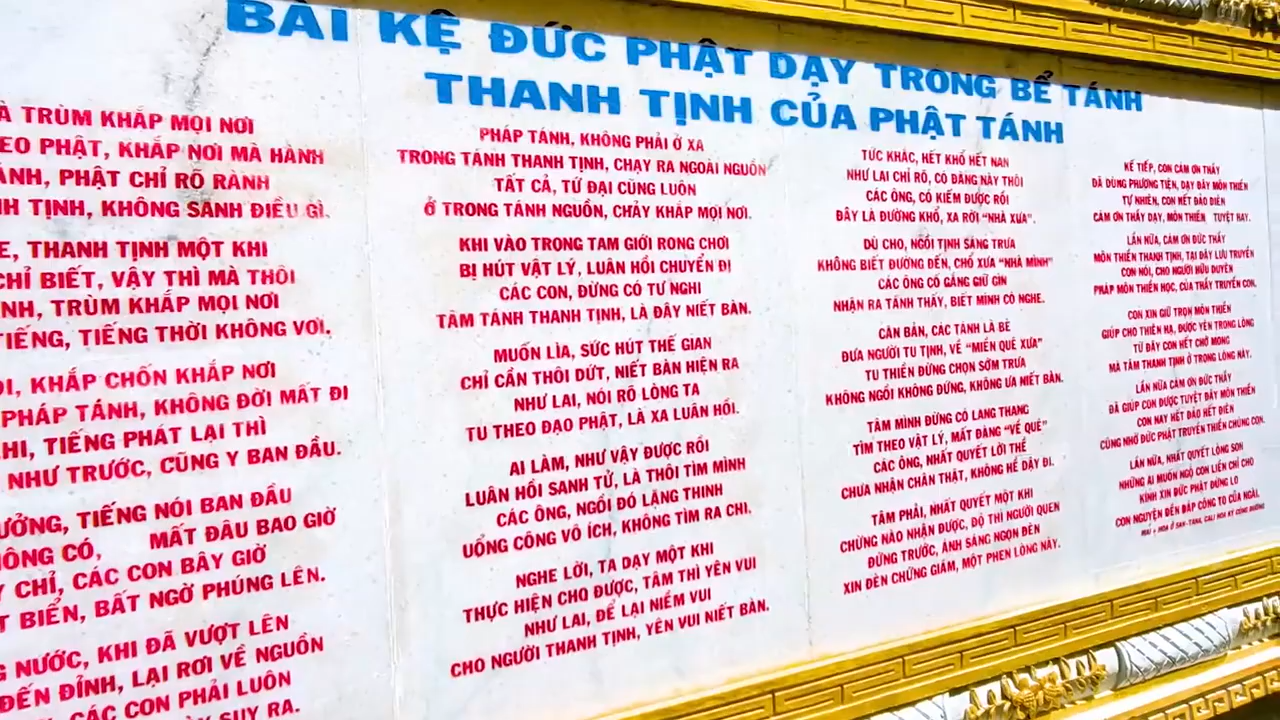 BÀI KỆ ĐỨC PHẬT DẠY TRONG BỂ TÁNH
THANH TỊNH CỦA PHẬT TÁNH
TRÙM KHẮP MỌI NƠI
PHẬT, KHẮP NƠI MÀ HÀNH
PHẬT CHỈ RÕ RÀNH
TỊNH, KHÔNG SANH ĐIỀU GÌ.
THANH TỊNH MỘT KHI
CHỈ BIẾT, VẬY THÌ MÀ THÔI
TRÙM KHẮP MỌI NƠI
TIẾNG, TIẾNG THỜI KHÔNG VƠI.
KHẮP CHỐN KHẮP NƠI
PHÁP TÁNH, KHÔNG ĐỜI MẤT ĐI
TIẾNG PHÁT LẠI THÌ
NHƯ TRƯỚC, CŨNG Y BAN ĐẦU.
TIẾNG NÓI BAN ĐẦU
CÓ, MẤT ĐÂU BAO GIỜ
CHỈ, CÁC CON BÂY GIỜ
BIỂN, BẤT NGỜ PHÚNG LÊN.
NƯỚC, KHI ĐÃ VƯỢT LÊN
ĐẾN ĐỈNH, LẠI RƠI VỀ NGUỒN
CÁC CON PHẢI LUÔN
SUY RA.
PHÁP TÁNH, KHÔNG PHẢI Ở XA
TRONG TÁNH THANH TỊNH, CHẠY RA NGOÀI NGUỒN
TẤT CẢ, TỨ ĐẠI CŨNG LUÔN
Ở TRONG TÁNH NGUỒN, CHẢY KHẮP MỌI NƠI.
KHI VÀO TRONG TAM GIỚI RONG CHƠI
BỊ HÚT VẬT LÝ, LUÂN HỒI CHUYỂN ĐI
CÁC CON, ĐỪNG CÓ TƯ NGHI
TÂM TÁNH THANH TỊNH, LÀ ĐÂY NIẾT BÀN.
MUỐN LÌA, SỨC HÚT THẾ GIAN
CHỈ CẦN THÔI DỨT, NIẾT BÀN HIỆN RA
NHƯ LAI, NÓI RÕ LÒNG TA
TU THEO ĐẠO PHẬT, LÀ XA LUÂN HỒI.
AI LÀM, NHƯ VẬY ĐƯỢC RỒI
LUÂN HỒI SANH TỬ, LÀ THÔI TÌM MÌNH
CÁC ÔNG, NGỒI ĐÓ LẶNG THINH
UỔNG CÔNG VÔ ÍCH, KHÔNG TÌM RA CHI.
NGHE LỜI, TA DẠY MỘT KHI
THỰC HIỆN CHO ĐƯỢC, TÂM THÌ YÊN VUI
NHƯ LAI, ĐỂ LẠI NIỀM VUI
CHO NGƯỜI THANH TỊNH, YÊN VUI NIẾT BÀN.
TỨC KHẮC, HẾT KHỔ HẾT NAN
NHƯ LAI CHỈ RÕ, CÓ ĐẰNG NÀY THÔI
CÁC ÔNG, CÓ KIẾM ĐƯỢC RỒI
ĐÂY LÀ ĐƯỜNG KHỔ, XA RỜI “NHÀ XƯA”.
DÙ CHO, NGỒI TỊNH SÁNG TRƯA
KHÔNG BIẾT ĐƯỜNG ĐẾN, CHỖ XƯA “NHÀ MÌNH”
CÁC ÔNG CỐ GẮNG GIỮ GÌN
NHẬN RA TÁNH THẤY, BIẾT MÌNH CÓ NGHE.
CĂN BẢN, CÁC TÁNH LÀ BÈ
ĐƯA NGƯỜI TU TỊNH, VỀ “MIỀN QUÊ XƯA”
TU THIỀN ĐỪNG CHỌN SỚM TRƯA
KHÔNG NGỒI KHÔNG ĐỨNG, KHÔNG ƯA NIẾT BÀN.
TÂM MÌNH ĐỪNG CÓ LANG THANG
TÌM THEO VẬT LÝ, MẤT ĐÀNG “VỀ QUÊ”
CÁC ÔNG, NHẤT QUYẾT LỜI THỀ
CHƯA NHẬN CHÂN THẬT, KHÔNG HỀ DẬY ĐI.
TÂM PHẢI, NHẤT QUYẾT MỘT KHI
CHỪNG NÀO NHẬN ĐƯỢC, ĐỘ THÌ NGƯỜI QUEN
ĐỨNG TRƯỚC, ÁNH SÁNG NGỌN ĐÈN
XIN ĐÈN CHỨNG GIÁM, MỘT PHEN LÒNG NÀY.
KẾ TIẾP, CON CÁM ƠN THẦY
ĐÃ DÙNG PHƯƠNG TIỆN, DẠY ĐÂY MÔN THIỀN
TỰ NHIÊN, CON HẾT ĐẢO ĐIÊN
CÁM ƠN THẦY DẠY, MÔN THIỀN TUYỆT HAY.
LẦN NỮA, CÁM ƠN ĐỨC THẦY
MÔN THIỀN THANH TỊNH, TẠI ĐÂY LƯU TRUYỀN
CON NÓI, CHO NGƯỜI HỮU DUYÊN
PHÁP MÔN THIỀN HỌC, CỦA THẦY TRUYỀN CON.
CON XIN GIỮ TRỌN MÔN THIỀN
GIÚP CHO THIÊN HẠ, ĐƯỢC YÊN TRONG LÒNG
TỪ ĐÂY CON HẾT CHỜ MONG
MÀ TÂM THANH TỊNH Ở TRONG LÒNG NÀY.
LẦN NỮA CÁM ƠN ĐỨC THẦY
ĐÃ GIÚP CON ĐƯỢC TUYỆT ĐÂY MÔN THIỀN
CON NAY HẾT ĐẢO HẾT ĐIÊN
CŨNG NHỜ ĐỨC PHẬT TRUYỀN THIỀN CHÚNG CON.
LẦN NỮA, NHẤT QUYẾT LÒNG SON
NHỮNG AI MUỐN NGỘ CON LIỀN CHỈ CHO
KÍNH XIN ĐỨC PHẬT ĐỪNG LO
CON NGUYỆN ĐỀN ĐÁP CÔNG TO CỦA NGÀI.
HOA Ở SAN-TANA, CALI HOA KỲ CÚNG DƯỜNG